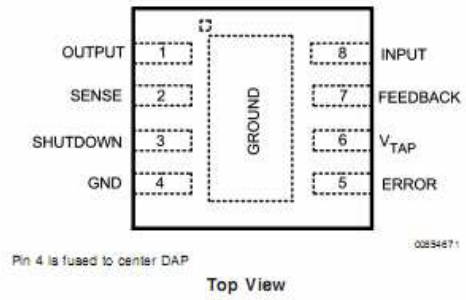 OUTPUT 1 8 INPUT
SENSE 2 7 FEEDBACK
SHUTDOWN 3 GROUND 6 VTAP
GND 4 5 ERROR
00854671
Pin 4 is fused to center DAP
Top View